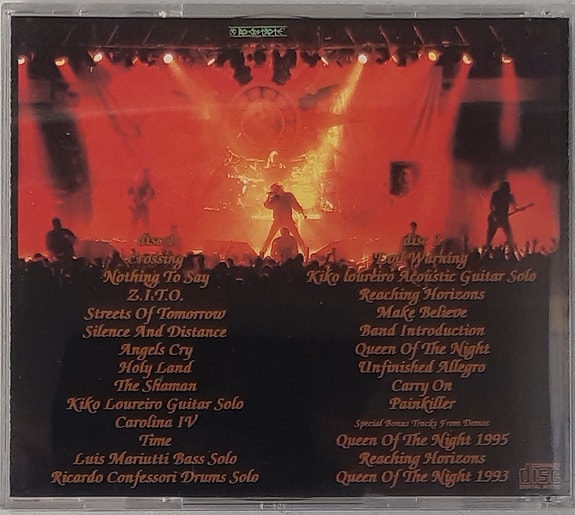 disc 1
Crossing
Nothing To Say
Z.I.T.O.
Streets Of Tomorrow
Silence And Distance
Angels Cry
Holy Land
The Shaman
Kiko Loureiro Guitar Solo
Carolina IV
Time
Luis Mariutti Bass Solo
Ricardo Confessori Drums Solo
disc 2
Evil Warning
Kiko loureiro Acoustic Guitar Solo
Reaching Horizons
Make Believe
Band Introduction
Queen Of The Night
Unfinished Allegro
Carry On
Painkiller
Special Bonus Tracks From Demos
Queen Of The Night 1995
Reaching Horizons
Queen Of The Night 1993
disc